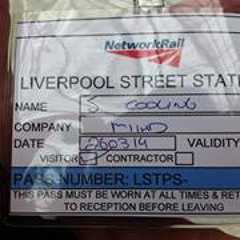 NetworkRail
LIVERPOOL STREET STAT
NAME S COOLING
COMPANY MIND
DATE 260314 VALIDITY
VISITOR ✓ CONTRACTOR
PASS NUMBER: LSTPS-
THIS PASS MUST BE WORN AT ALL TIMES & RET
TO RECEPTION BEFORE LEAVING